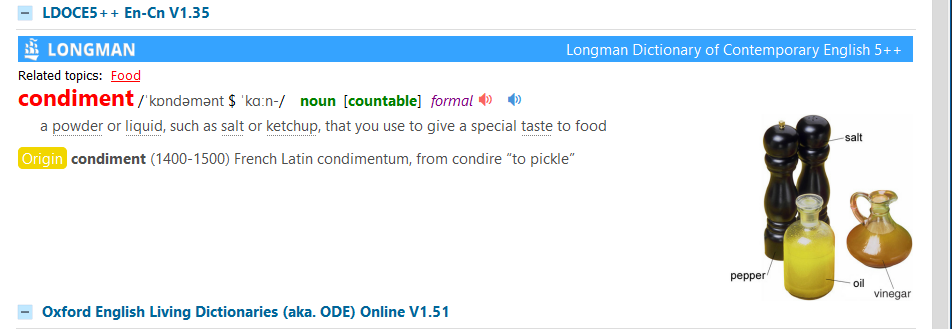 LDOCE5++ En-Cn V1.35
LONGMAN Longman Dictionary of Contemporary English 5++
Related topics: Food
condiment /ˈkɒndəmənt $ ˈkɑːn-/ noun [countable] formal
a powder or liquid, such as salt or ketchup, that you use to give a special taste to food
Origin condiment (1400-1500) French Latin condimentum, from condire “to pickle”
salt
pepper
oil
vinegar
Oxford English Living Dictionaries (aka. ODE) Online V1.51